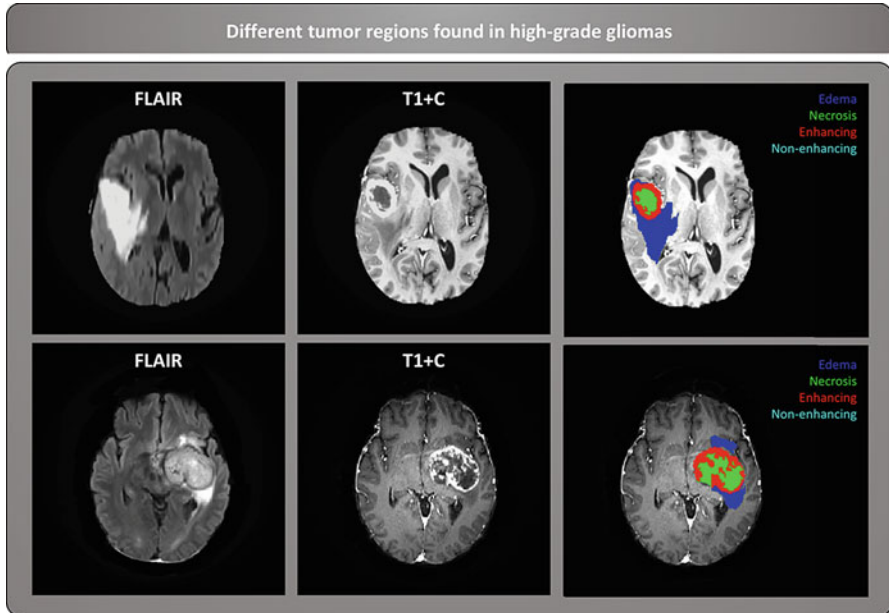 Different tumor regions found in high-grade gliomas
FLAIR
T1+C
Edema
Necrosis
Enhancing
Non-enhancing
FLAIR
T1+C
Edema
Necrosis
Enhancing
Non-enhancing